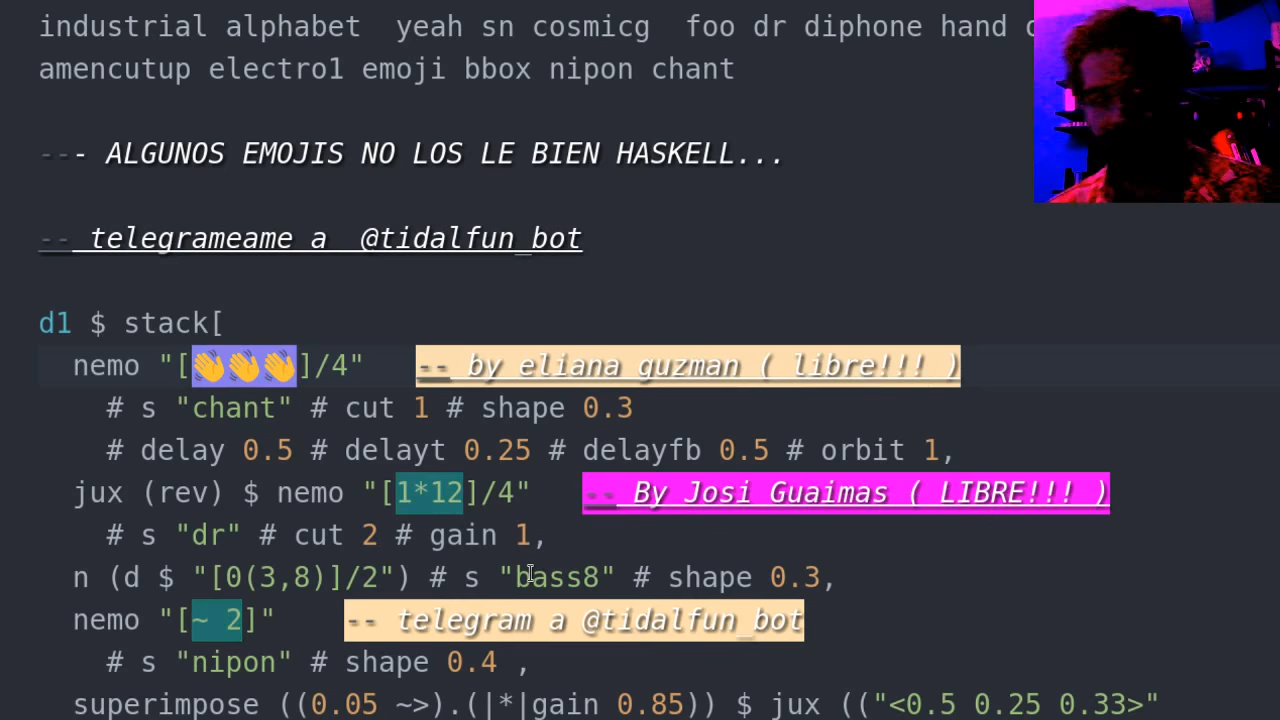 industrial alphabet  yeah sn cosmicg  foo dr diphone hand
amencutup electro1 emoji bbox nipon chant
--- ALGUNOS EMOJIS NO LOS LE BIEN HASKELL...
-- telegrameame a  @tidalfun_bot
d1 $ stack[
  nemo "[👋👋👋]/4"   -- by eliana guzman ( libre!!! )
    # s "chant" # cut 1 # shape 0.3
    # delay 0.5 # delayt 0.25 # delayfb 0.5 # orbit 1,
  jux (rev) $ nemo "[1*12]/4"   -- By Josi Guaimas ( LIBRE!!! )
    # s "dr" # cut 2 # gain 1,
  n (d $ "[0(3,8)]/2") # s "bass8" # shape 0.3,
  nemo "[~ 2]"    -- telegram a @tidalfun_bot
    # s "nipon" # shape 0.4 ,
  superimpose ((0.05 ~>).(|*|gain 0.85)) $ jux (("<0.5 0.25 0.33>"